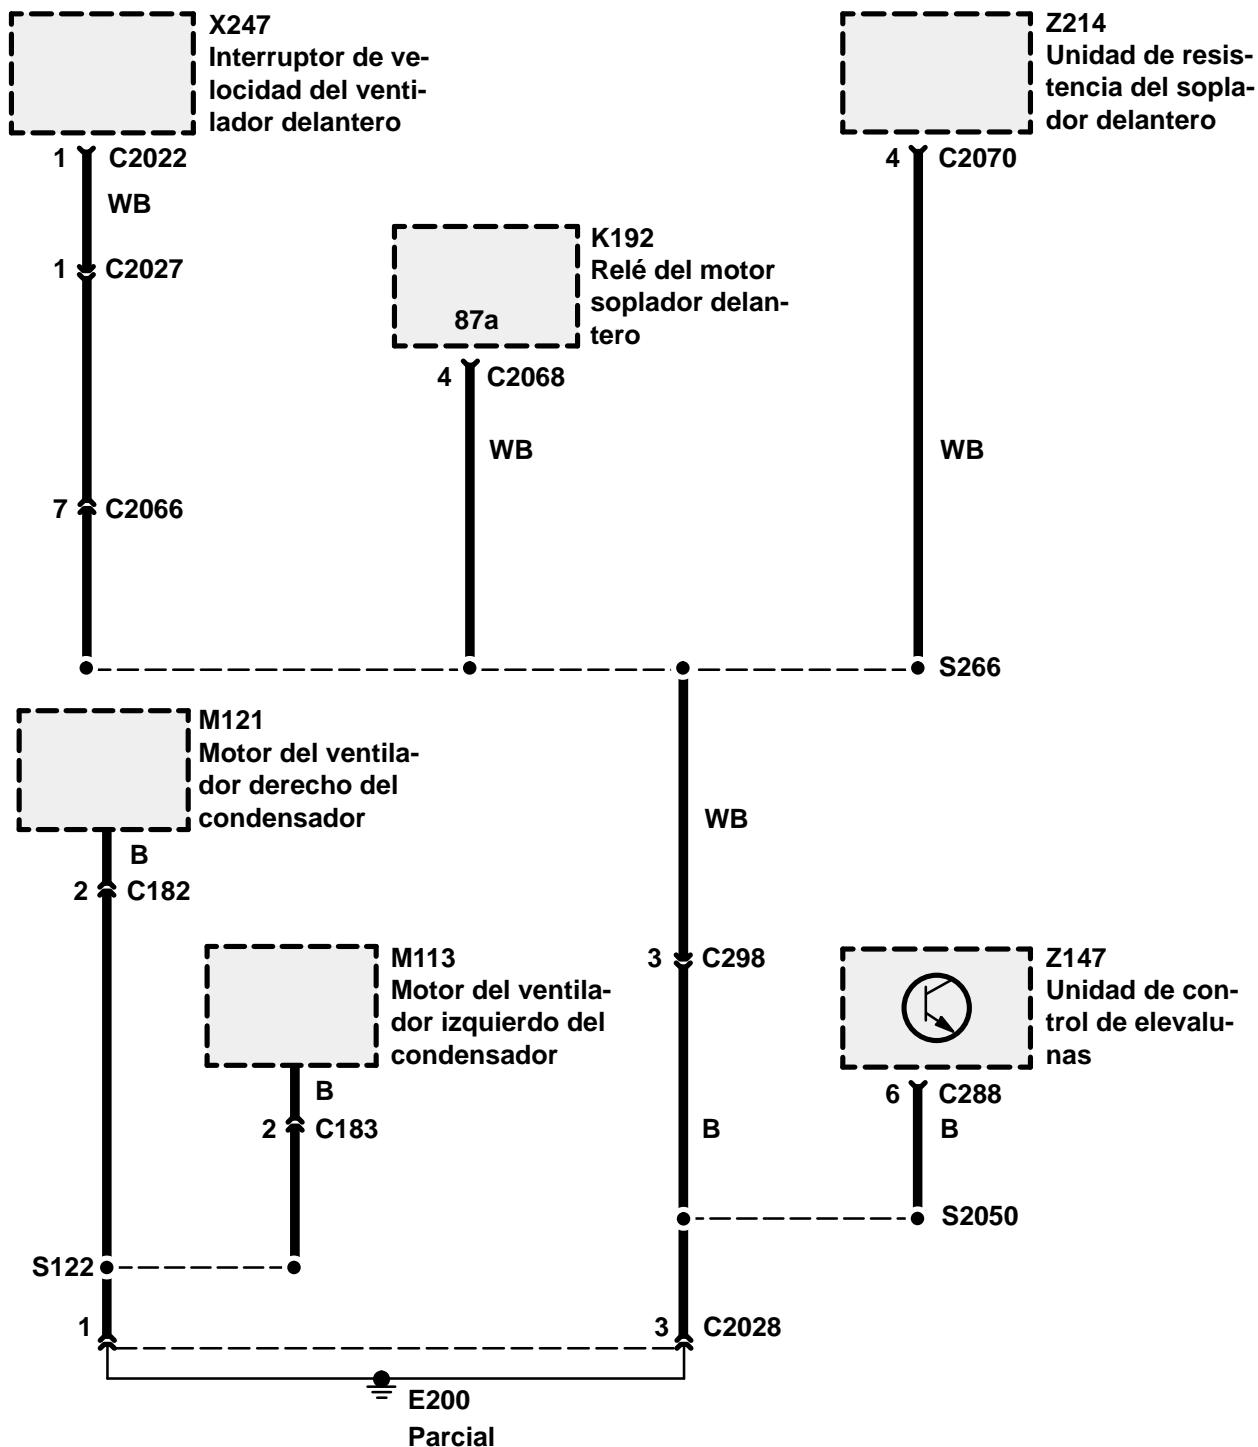 X247
Interruptor de ve-
locidad del venti-
lador delantero
1 C2022
WB
1 C2027
7 C2066
Z214
Unidad de resis-
tencia del sopla-
dor delantero
4 C2070
WB
K192
Relé del motor
soplador delan-
tero
87a
4 C2068
WB
S266
M121
Motor del ventila-
dor derecho del
condensador
B
2 C182
WB
M113
Motor del ventila-
dor izquierdo del
condensador
B
2 C183
3 C298
B
Z147
Unidad de con-
trol de elevalu-
nas
6 C288
B
S2050
S122
1
3 C2028
E200
Parcial